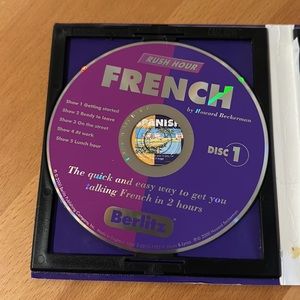 RUSH HOUR
FRENCH
by Howard Beckerman
Show 1 Getting started
Show 2 Ready to leave
Show 3 On the street
Show 4 At work
Show 5 Lunch hour
PANISH
DISC 1
The quick and easy way to get you
talking French in 2 hours
Berlitz